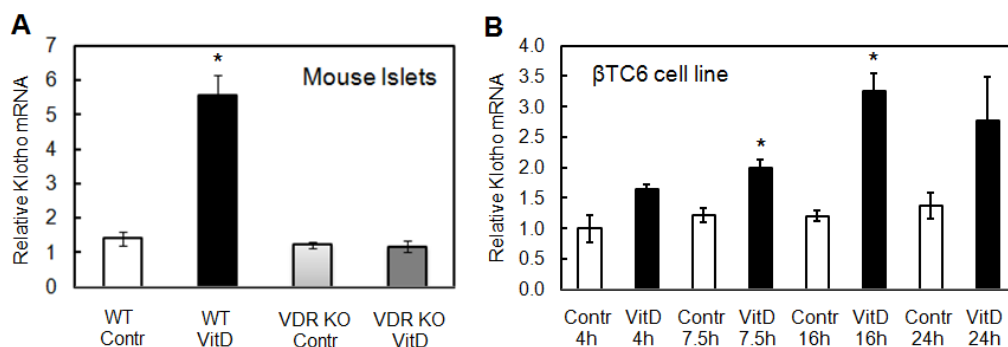 A
Relative Klotho mRNA
7
6
5
4
3
2
1
0
*
Mouse Islets
WT WT VDR KO VDR KO
Contr VitD Contr VitD
B
Relative Klotho mRNA
4.0
3.5
3.0
2.5
2.0
1.5
1.0
0.5
0.0
βTC6 cell line
*
*
Contr VitD Contr VitD Contr VitD Contr VitD
4h 4h 7.5h 7.5h 16h 16h 24h 24h